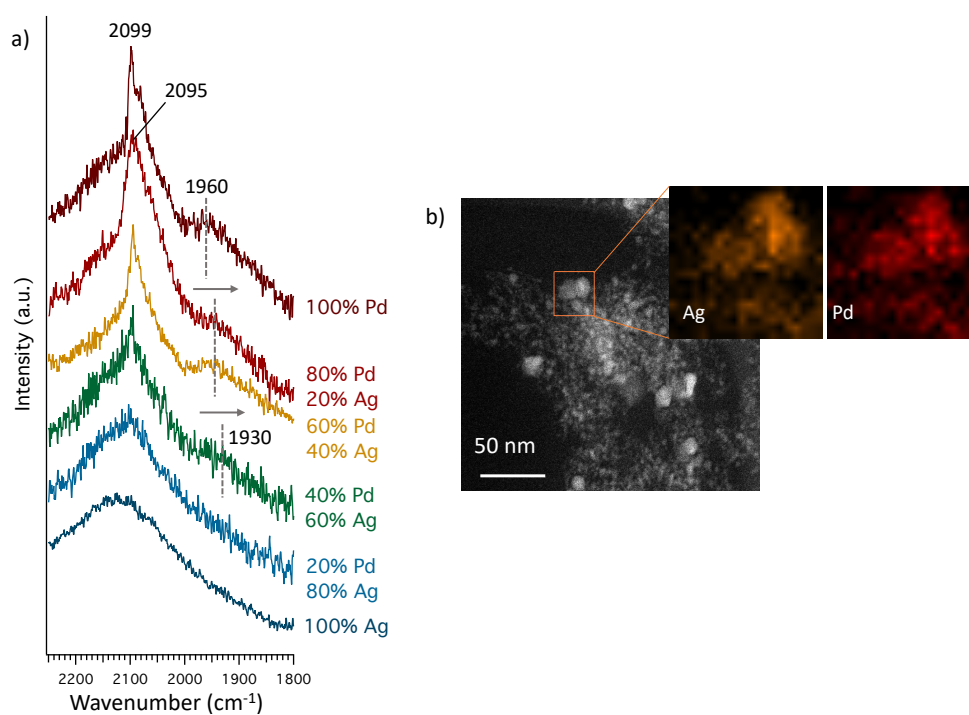 a)
2099
2095
1960
100% Pd
80% Pd
20% Ag
60% Pd
40% Ag
1930
40% Pd
60% Ag
20% Pd
80% Ag
100% Ag
Intensity (a.u.)
2200 2100 2000 1900 1800
Wavenumber (cm⁻¹)
b)
Ag
Pd
50 nm